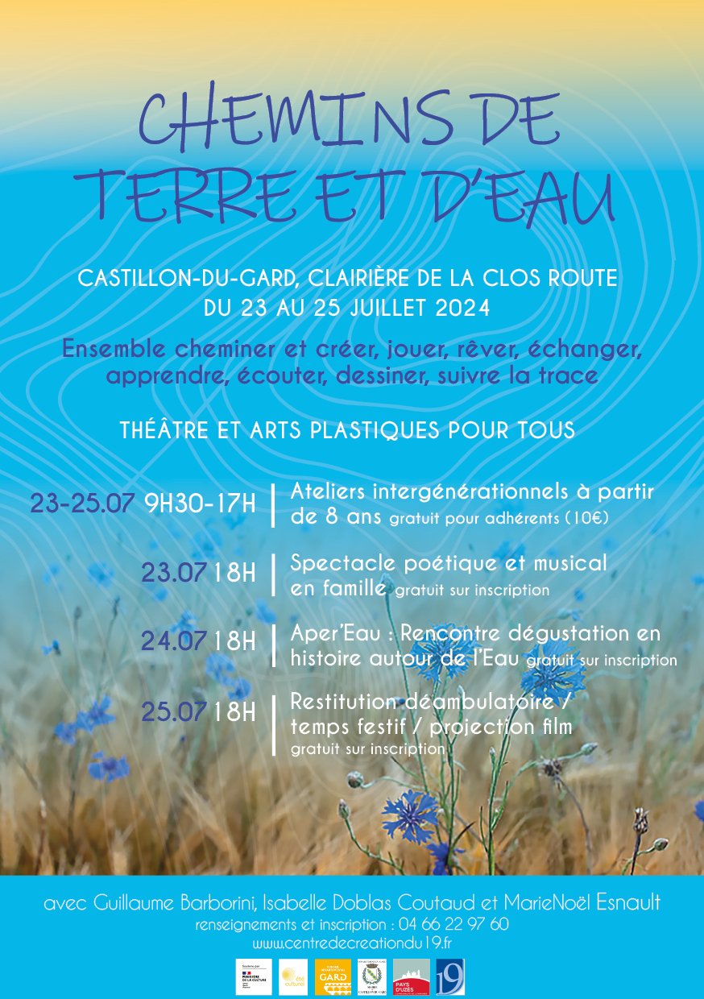 CHEMINS DE
TERRE ET D'EAU
CASTILLON-DU-GARD, CLAIRIÈRE DE LA CLOS ROUTE
DU 23 AU 25 JUILLET 2024
Ensemble cheminer et créer, jouer, rêver, échanger,
apprendre, écouter, dessiner, suivre la trace
THÉÂTRE ET ARTS PLASTIQUES POUR TOUS
23-25.07 9H30-17H
Ateliers intergénérationnels à partir
de 8 ans gratuit pour adhérents (10€)
23.07 18H
Spectacle poétique et musical
en famille gratuit sur inscription
24.07 18H
Aper'Eau : Rencontre dégustation en
histoire autour de l'Eau gratuit sur inscription
25.07 18H
Restitution déambulatoire /
temps festif / projection film
gratuit sur inscription
avec Guillaume Barborini, Isabelle Doblas Coutaud et MarieNoël Esnault
renseignements et inscription : 04 66 22 97 60
www.centredecreationdu19.fr
Soutenu par
MINISTÈRE
DE LA CULTURE
été
culturel
GARD
MAIRIE
CASTILLON DU GARD
PAYS
D'UZÈS
19